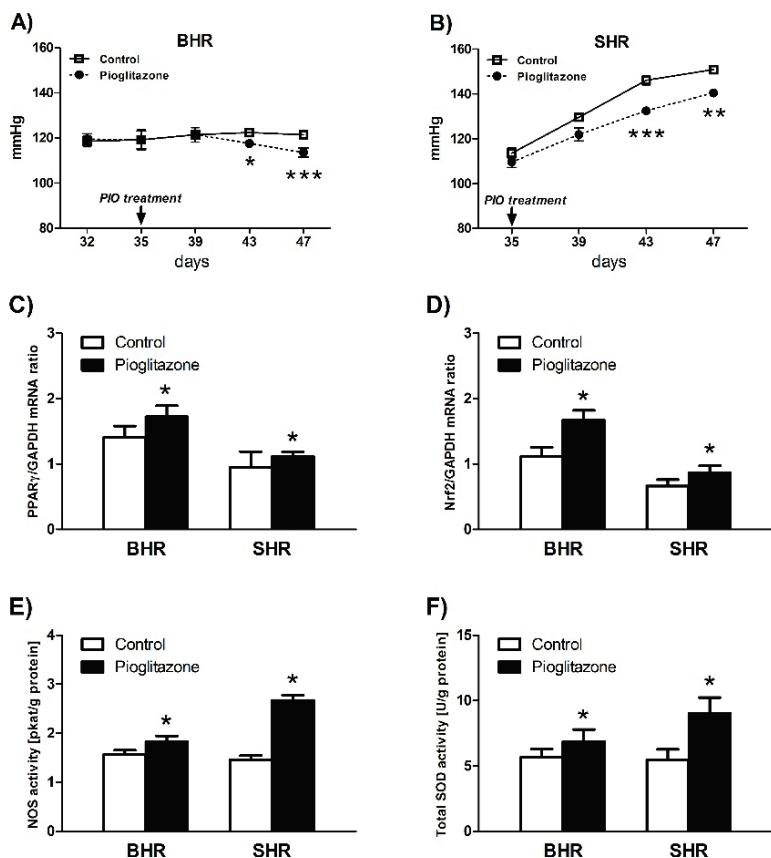 A)
BHR
Control
Pioglitazone
mmHg
160
140
120
100
80
*
***
PIO treatment
32 35 39 43 47
days
B)
SHR
Control
Pioglitazone
mmHg
160
140
120
100
80
***
**
PIO treatment
35 39 43 47
days
C)
Control
Pioglitazone
PPARγ/GAPDH mRNA ratio
3
2
1
0
*
*
BHR SHR
D)
Control
Pioglitazone
Nrf2/GAPDH mRNA ratio
3
2
1
0
*
*
BHR SHR
E)
Control
Pioglitazone
NOS activity [pkat/g protein]
4
3
2
1
0
*
*
BHR SHR
F)
Control
Pioglitazone
Total SOD activity [U/g protein]
15
10
5
0
*
*
BHR SHR